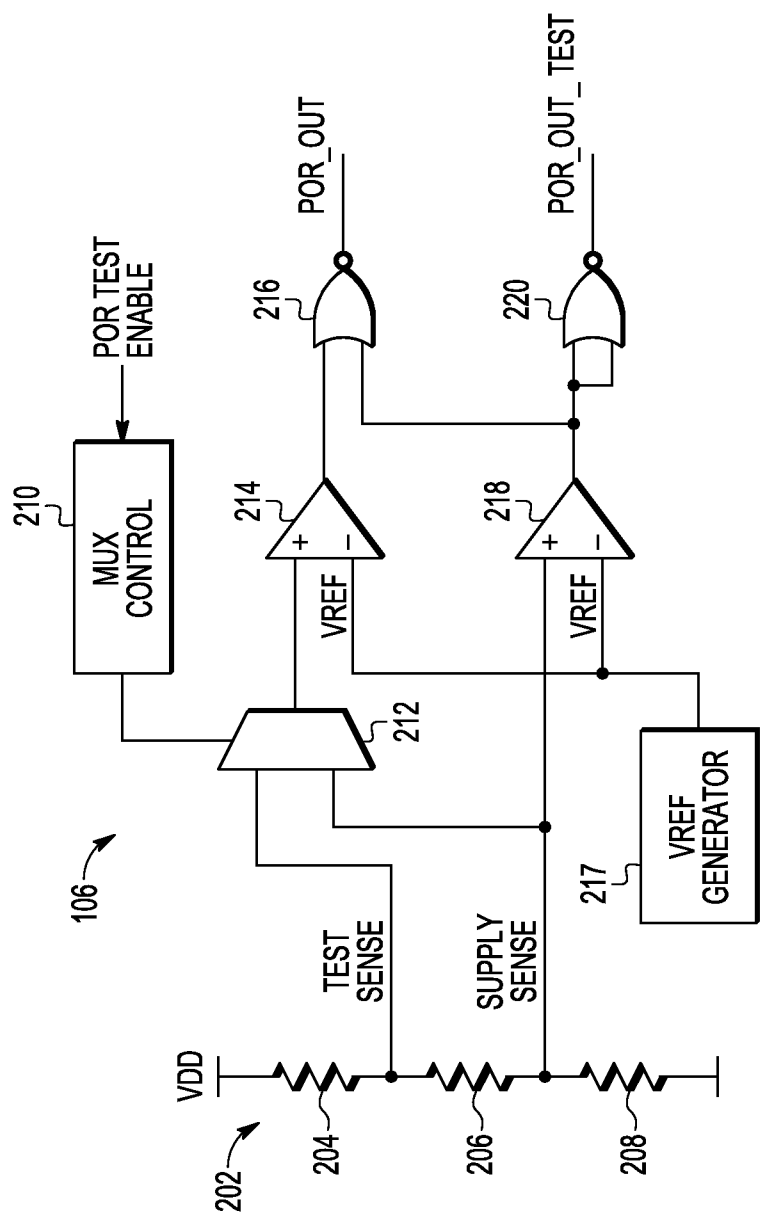 106
POR TEST
ENABLE
210
MUX
CONTROL
212
214
+
−
VREF
216
POR_OUT
218
+
−
VREF
220
POR_OUT_TEST
202
VDD
204
206
208
TEST
SENSE
SUPPLY
SENSE
217
VREF
GENERATOR